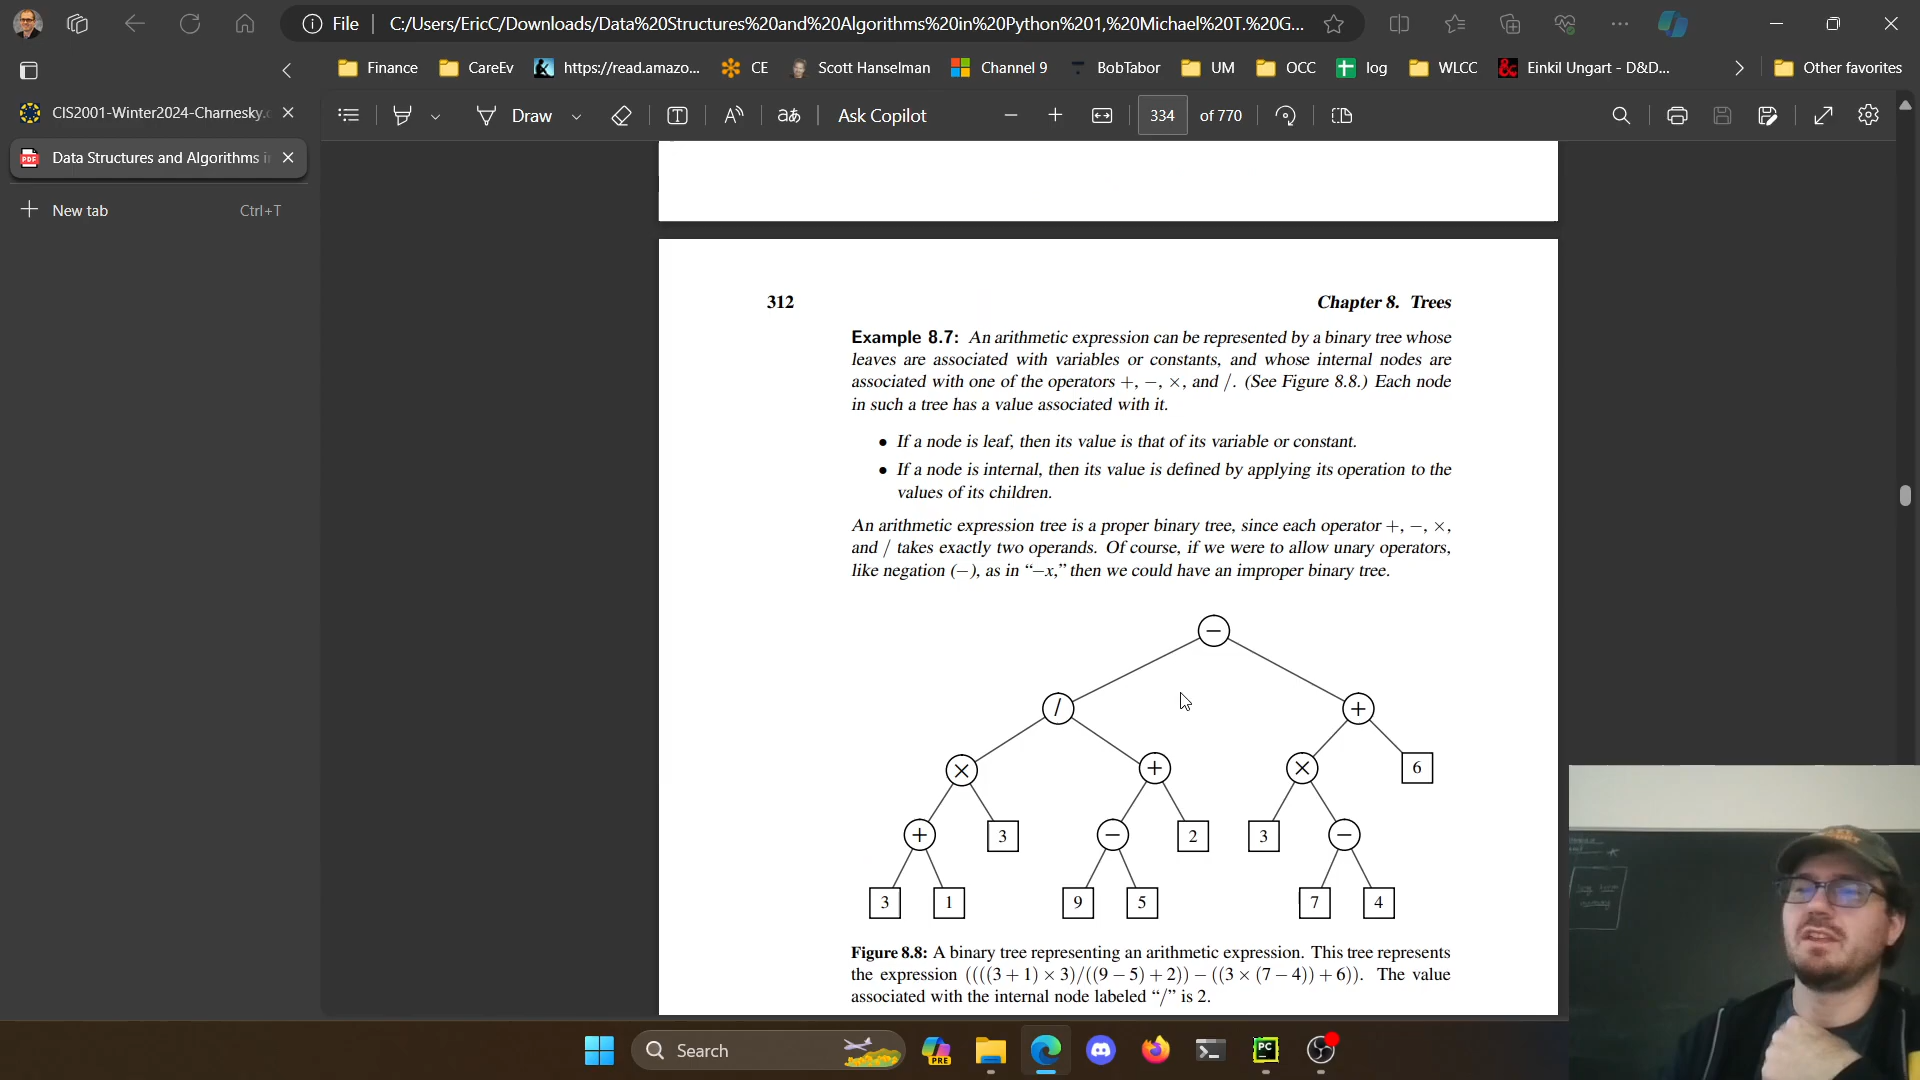 File
C:/Users/EricC/Downloads/Data%20Structures%20and%20Algorithms%20in%20Python%201,%20Michael%20T.%20G...
Finance
CareEv
https://read.amazo...
CE
Scott Hanselman
Channel 9
BobTabor
UM
OCC
log
WLCC
Einkil Ungart - D&D...
Other favorites
CIS2001-Winter2024-Charnesky.
Data Structures and Algorithms i
New tab
Ctrl+T
Draw
Ask Copilot
334
of 770
312
Chapter 8. Trees
Example 8.7: An arithmetic expression can be represented by a binary tree whose
leaves are associated with variables or constants, and whose internal nodes are
associated with one of the operators +, −, ×, and /. (See Figure 8.8.) Each node
in such a tree has a value associated with it.
• If a node is leaf, then its value is that of its variable or constant.
• If a node is internal, then its value is defined by applying its operation to the
values of its children.
An arithmetic expression tree is a proper binary tree, since each operator +, −, ×,
and / takes exactly two operands. Of course, if we were to allow unary operators,
like negation (−), as in “−x,” then we could have an improper binary tree.
−
/ +
× + × 6
+ 3 − 2 3 −
3 1 9 5 7 4
Figure 8.8: A binary tree representing an arithmetic expression. This tree represents
the expression ((((3+1)×3)/((9−5)+2))−((3×(7−4))+6)). The value
associated with the internal node labeled “/” is 2.
Search
PRE
PC